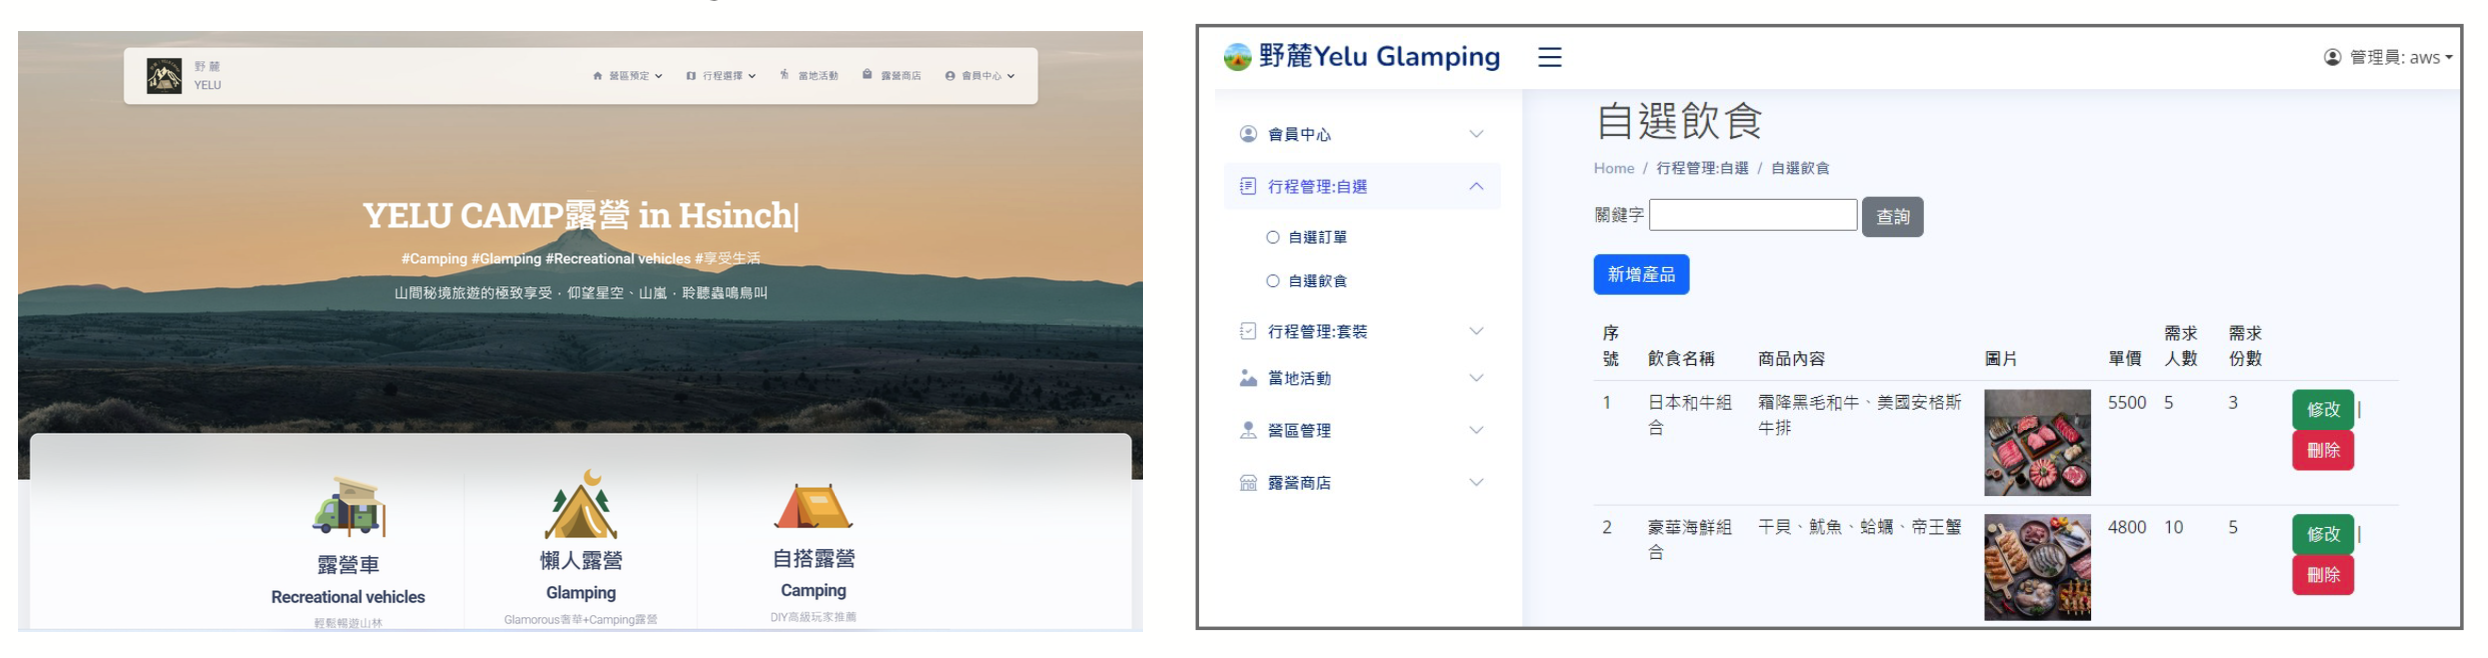 野麓
YELU
營區預定
行程選擇
當地活動
露營商店
會員中心
YELU CAMP露營 in Hsinch|
#Camping #Glamping #Recreational vehicles #享受生活
山間秘境旅遊的極致享受．仰望星空、山嵐．聆聽蟲鳴鳥叫
露營車
Recreational vehicles
輕鬆暢遊山林
懶人露營
Glamping
Glamorous奢華+Camping露營
自搭露營
Camping
DIY高級玩家推薦
野麓Yelu Glamping
管理員: aws
會員中心
行程管理:自選
自選訂單
自選飲食
行程管理:套裝
當地活動
營區管理
露營商店
自選飲食
Home / 行程管理:自選 / 自選飲食
關鍵字 查詢
新增產品
序號 飲食名稱 商品內容 圖片 單價 需求人數 需求份數
1 日本和牛組合 霜降黑毛和牛、美國安格斯牛排 5500 5 3 修改 | 刪除
2 豪華海鮮組合 干貝、魷魚、蛤蠣、帝王蟹 4800 10 5 修改 | 刪除